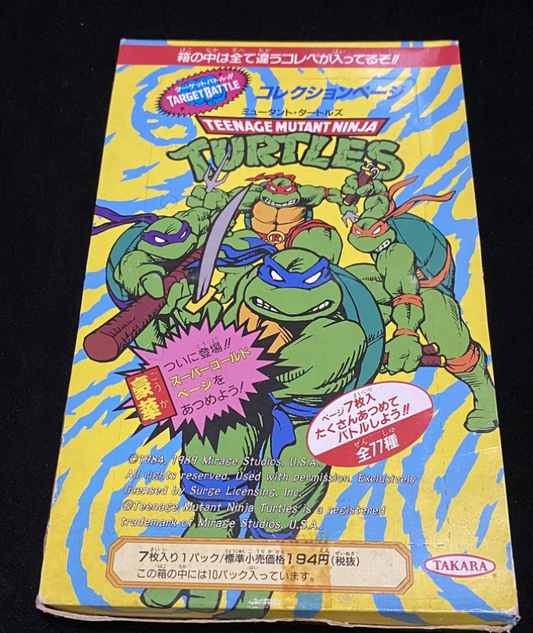 箱の中は全て違うコレペが入ってるぞ!!
ターゲットバトル!!
TARGET BATTLE
コレクションページ
ミュータント・タートルズ
TEENAGE MUTANT NINJA
TURTLES
R
ついに登場!!
スーパーゴールド
ページを
あつめよう!
豪華
ページ7枚入
たくさんあつめて
バトルしよう!!
全77種
©1984, 1989 Mirage Studios, U.S.A.
All rights reserved. Used with permission. Exclusively
licensed by Surge Licensing, Inc.
®Teenage Mutant Ninja Turtles is a registered
trademark of Mirage Studios, U.S.A.
7枚入り1パック/標準小売価格194円(税抜)
この箱の中には10パック入っています。
TAKARA®